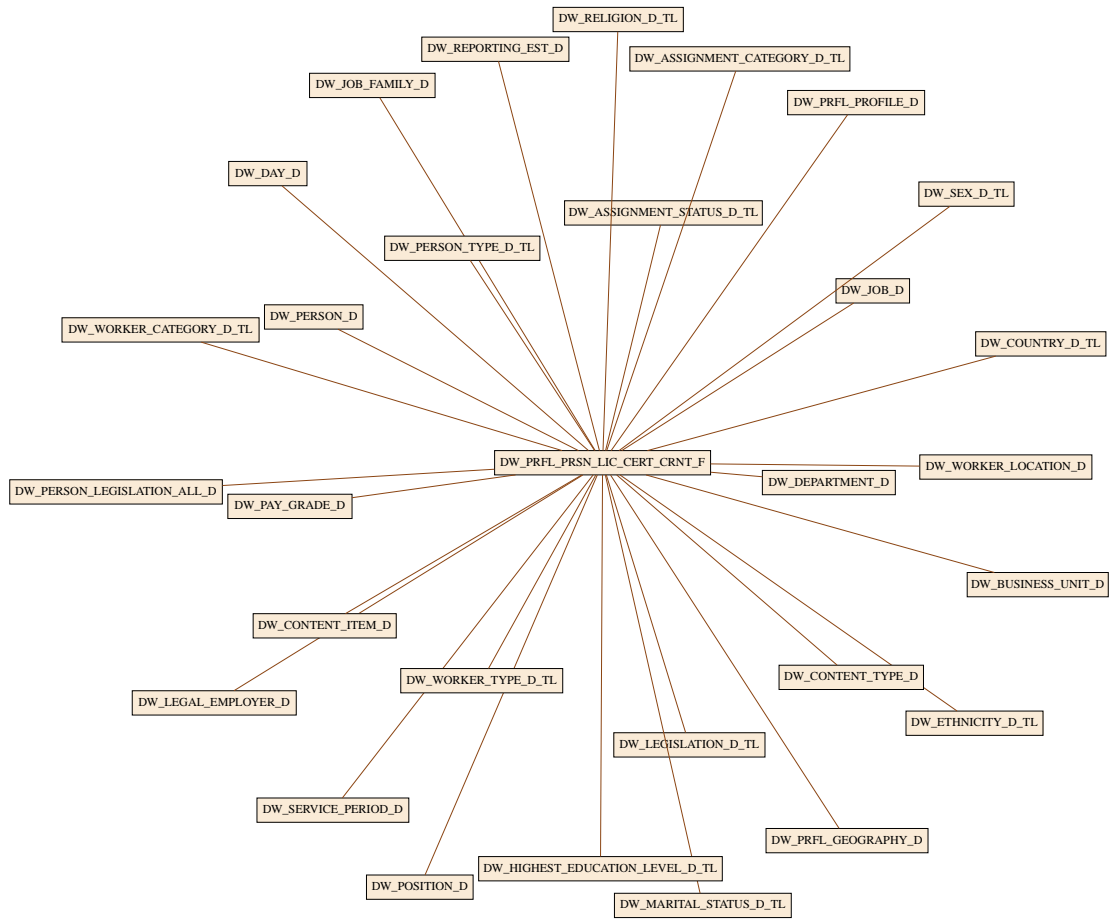 DW_RELIGION_D_TL
DW_REPORTING_EST_D
DW_ASSIGNMENT_CATEGORY_D_TL
DW_JOB_FAMILY_D
DW_PRFL_PROFILE_D
DW_DAY_D
DW_SEX_D_TL
DW_ASSIGNMENT_STATUS_D_TL
DW_PERSON_TYPE_D_TL
DW_JOB_D
DW_PERSON_D
DW_WORKER_CATEGORY_D_TL
DW_COUNTRY_D_TL
DW_PRFL_PRSN_LIC_CERT_CRNT_F
DW_WORKER_LOCATION_D
DW_DEPARTMENT_D
DW_PERSON_LEGISLATION_ALL_D
DW_PAY_GRADE_D
DW_BUSINESS_UNIT_D
DW_CONTENT_ITEM_D
DW_CONTENT_TYPE_D
DW_WORKER_TYPE_D_TL
DW_LEGAL_EMPLOYER_D
DW_ETHNICITY_D_TL
DW_LEGISLATION_D_TL
DW_SERVICE_PERIOD_D
DW_PRFL_GEOGRAPHY_D
DW_HIGHEST_EDUCATION_LEVEL_D_TL
DW_POSITION_D
DW_MARITAL_STATUS_D_TL